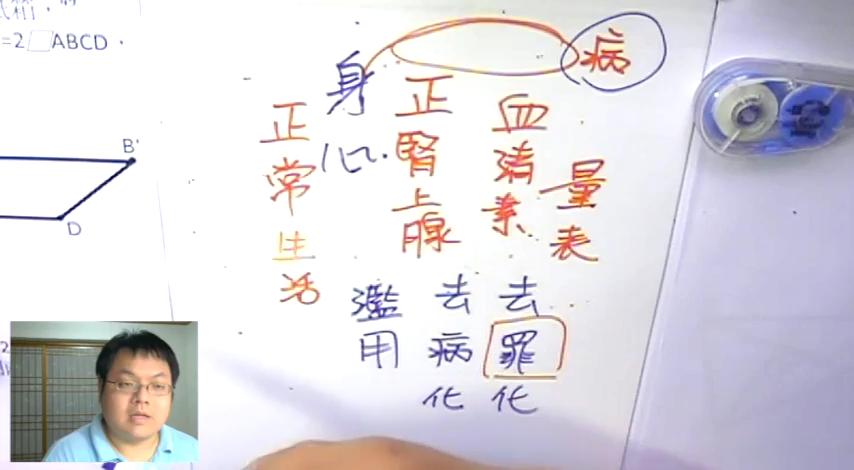 =2▱ABCD.
B'
D
病
身心.
正腎上腺
血清素
量表
正常生活
濫用
去病化
去罪化